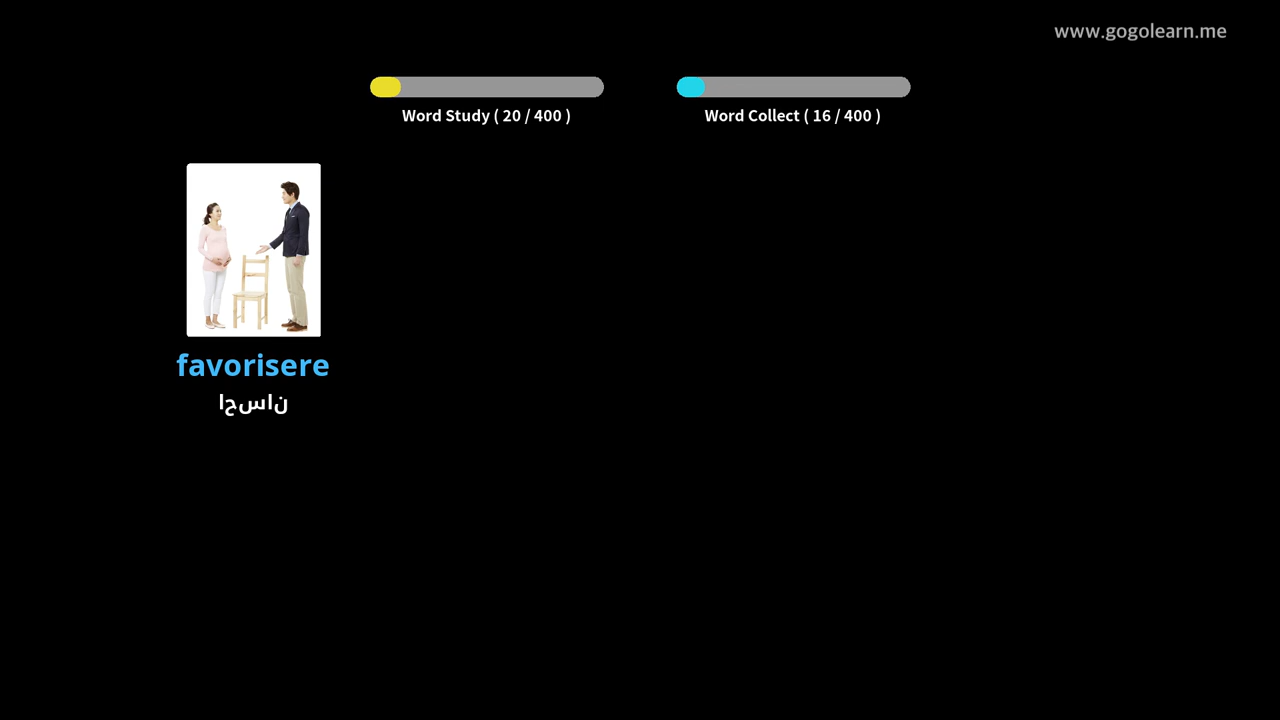 www.gogolearn.me
Word Study ( 20 / 400 )
Word Collect ( 16 / 400 )
favorisere
احسان